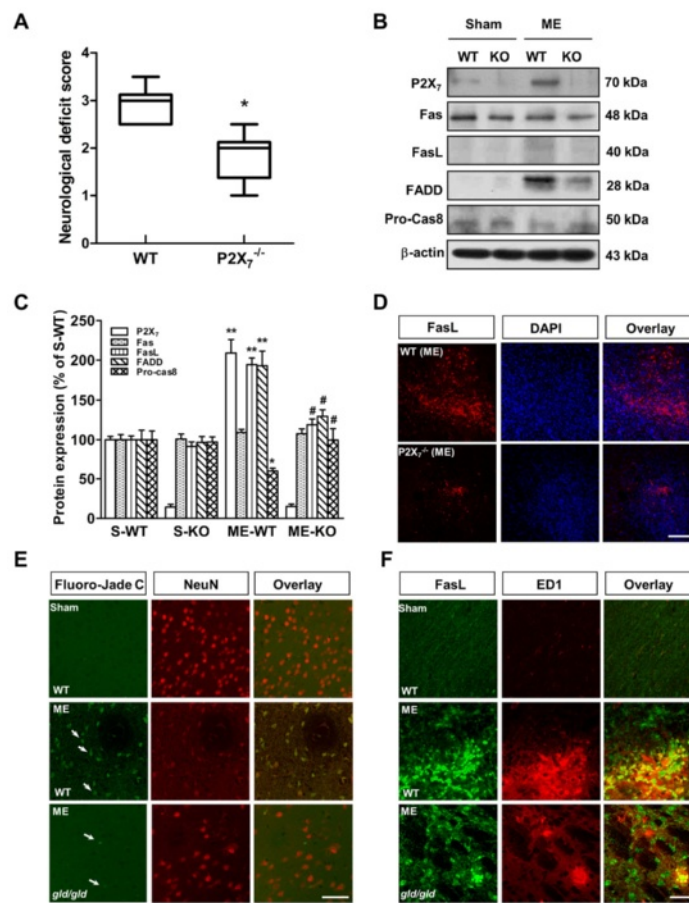 A
Neurological deficit score
4
3
2
1
0
*
WT P2X₇⁻/⁻
B
Sham ME
WT KO WT KO
P2X₇ 70 kDa
Fas 48 kDa
FasL 40 kDa
FADD 28 kDa
Pro-Cas8 50 kDa
β-actin 43 kDa
C
Protein expression (% of S-WT)
250
200
150
100
50
0
P2X₇
Fas
FasL
FADD
Pro-cas8
** ** ** *
# # #
S-WT S-KO ME-WT ME-KO
D
FasL DAPI Overlay
WT (ME)
P2X₇⁻/⁻ (ME)
E
Fluoro-Jade C NeuN Overlay
Sham
WT
ME
WT
ME
gld/gld
F
FasL ED1 Overlay
Sham
WT
ME
WT
ME
gld/gld